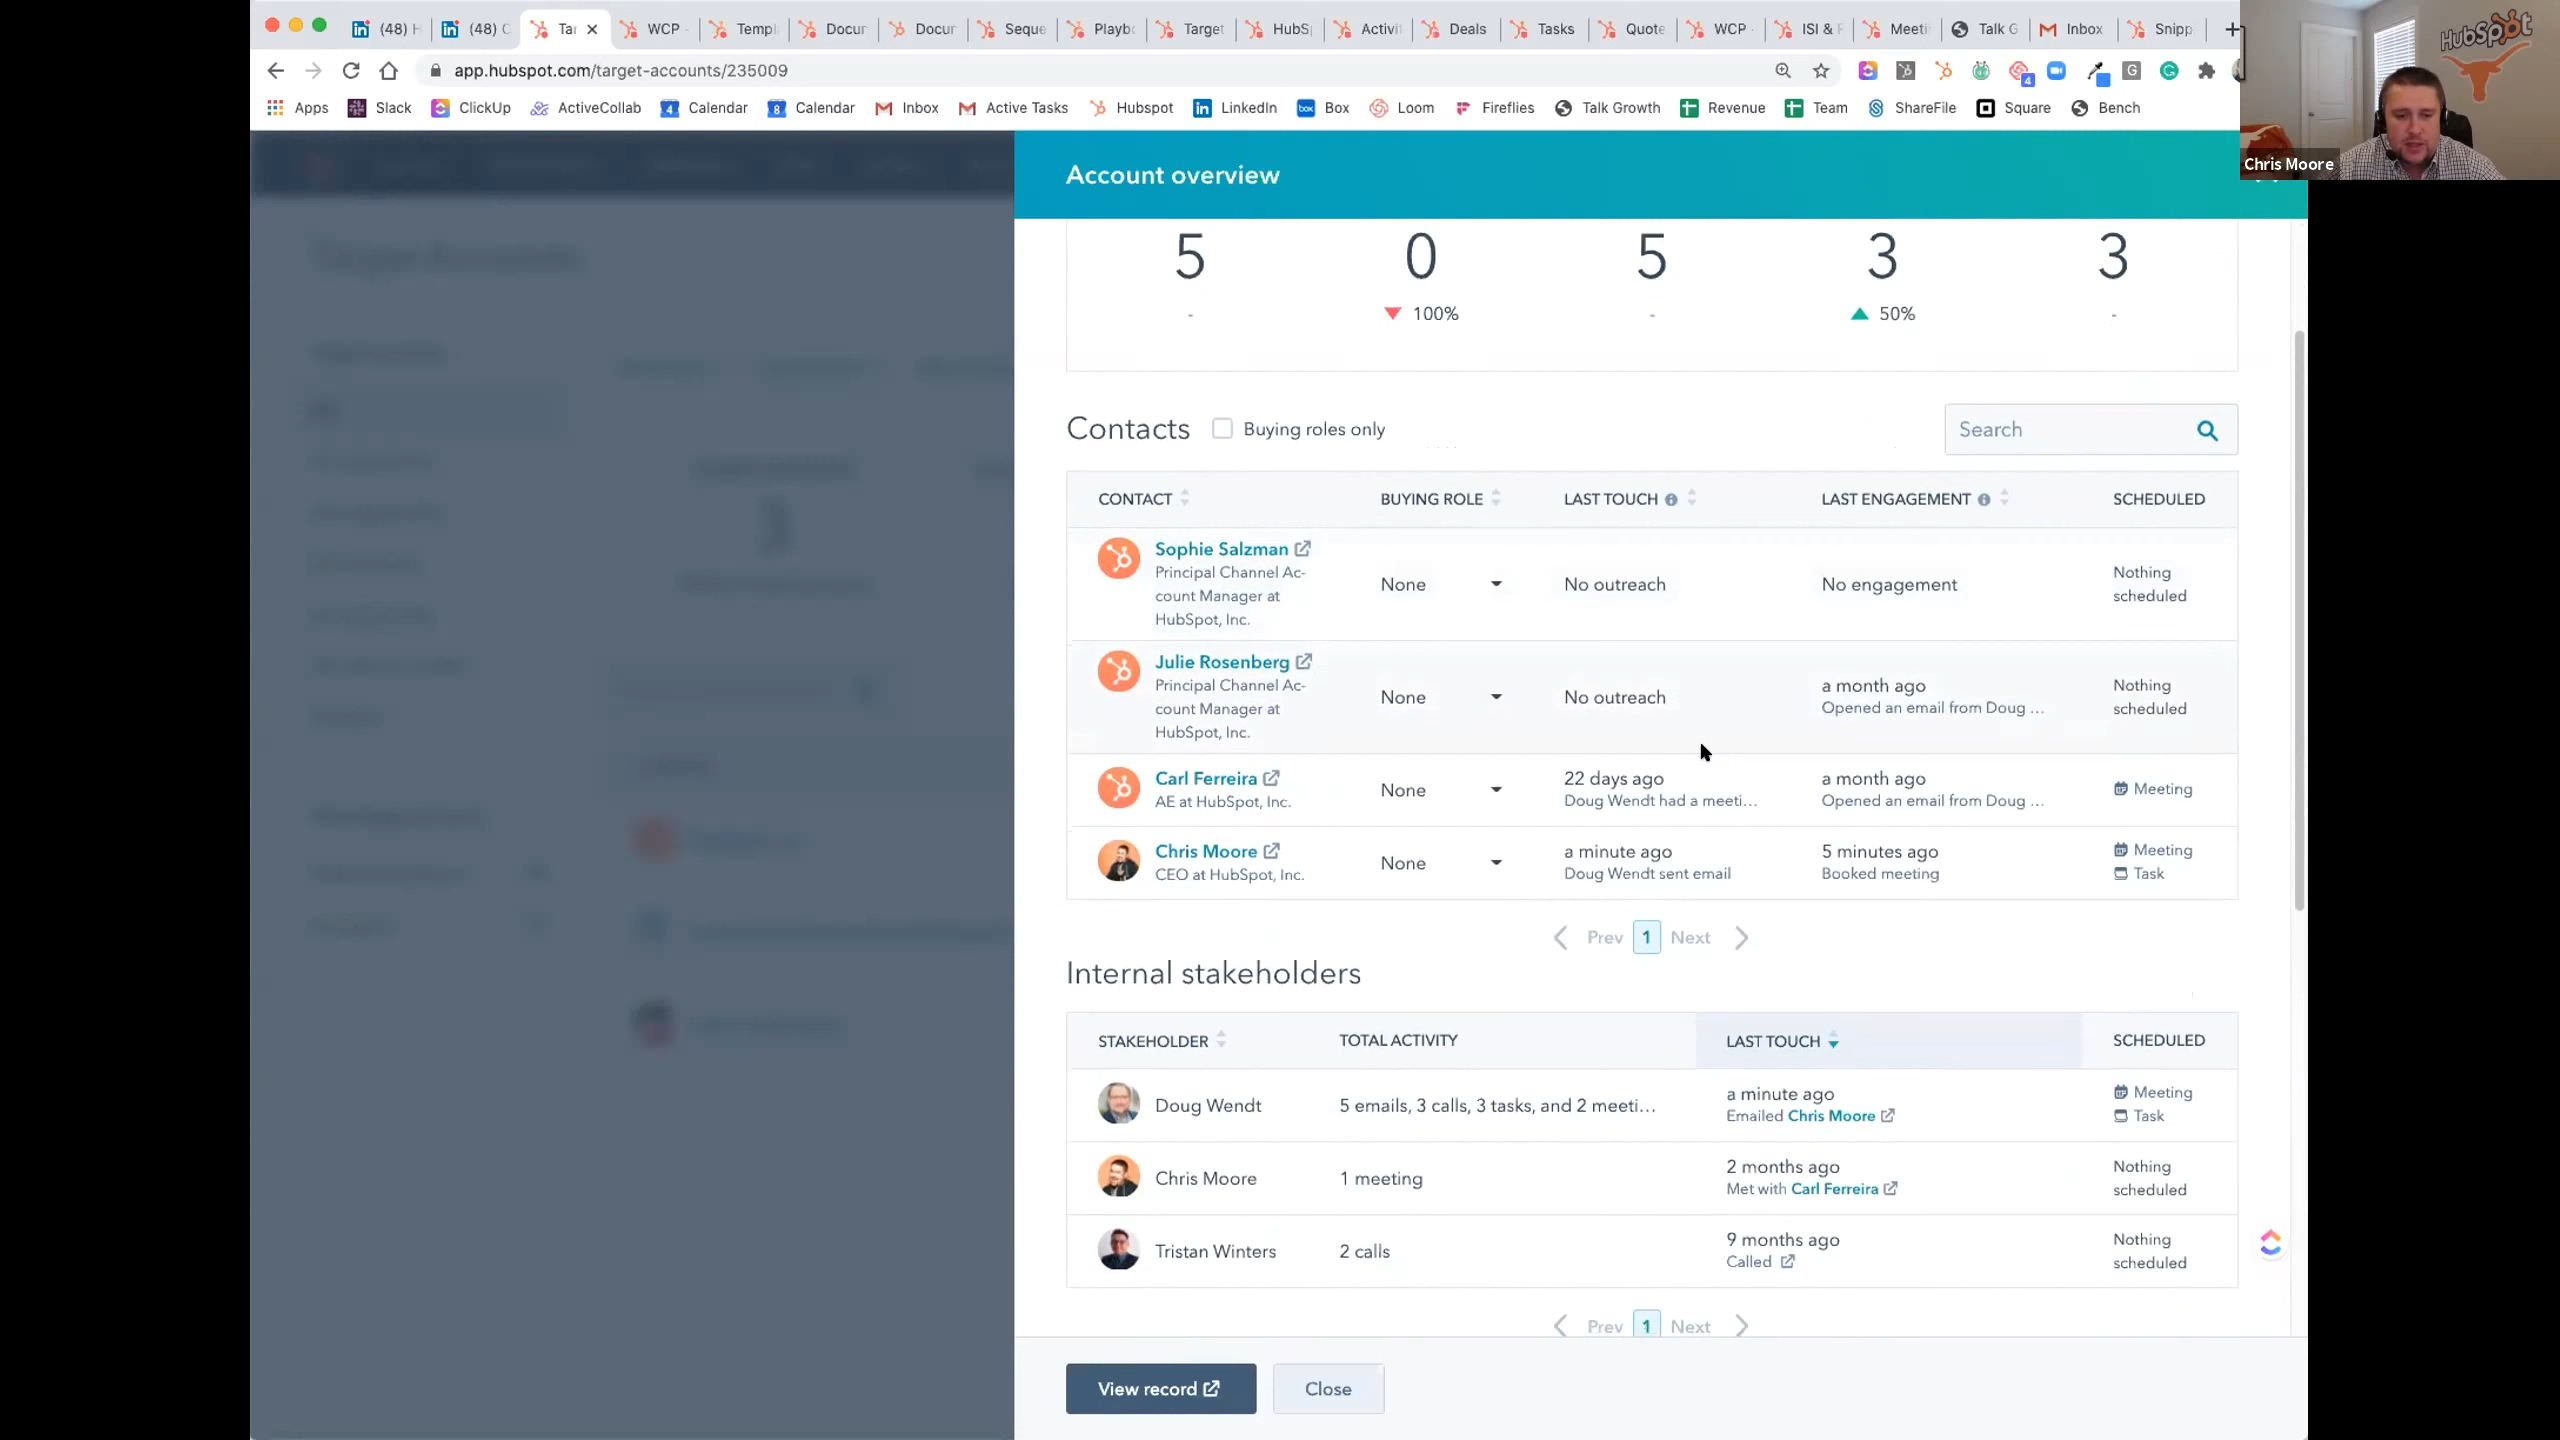 (48) H
(48) C
Tar
WCP -
Templ
Docur
Docur
Seque
Playbo
Target
HubSp
Activit
Deals
Tasks
Quote
WCP -
ISI & R
Meeti
Talk G
Inbox
Snipp
app.hubspot.com/target-accounts/235009
4
Apps
Slack
ClickUp
ActiveCollab
4
Calendar
8
Calendar
Inbox
Active Tasks
Hubspot
LinkedIn
Box
Loom
Fireflies
Talk Growth
Revenue
Team
ShareFile
Square
Bench
HubSpot
Chris Moore
Account overview
5
0
5
3
3
-
100%
-
50%
-
Contacts
Buying roles only
Search
CONTACT
BUYING ROLE
LAST TOUCH
LAST ENGAGEMENT
SCHEDULED
Sophie Salzman
Principal Channel Ac-
count Manager at
HubSpot, Inc.
None
No outreach
No engagement
Nothing
scheduled
Julie Rosenberg
Principal Channel Ac-
count Manager at
HubSpot, Inc.
None
No outreach
a month ago
Opened an email from Doug ...
Nothing
scheduled
Carl Ferreira
AE at HubSpot, Inc.
None
22 days ago
Doug Wendt had a meeti...
a month ago
Opened an email from Doug ...
Meeting
Chris Moore
CEO at HubSpot, Inc.
None
a minute ago
Doug Wendt sent email
5 minutes ago
Booked meeting
Meeting
Task
Prev 1 Next
Internal stakeholders
STAKEHOLDER
TOTAL ACTIVITY
LAST TOUCH
SCHEDULED
Doug Wendt
5 emails, 3 calls, 3 tasks, and 2 meeti...
a minute ago
Emailed Chris Moore
Meeting
Task
Chris Moore
1 meeting
2 months ago
Met with Carl Ferreira
Nothing
scheduled
Tristan Winters
2 calls
9 months ago
Called
Nothing
scheduled
Prev 1 Next
View record
Close